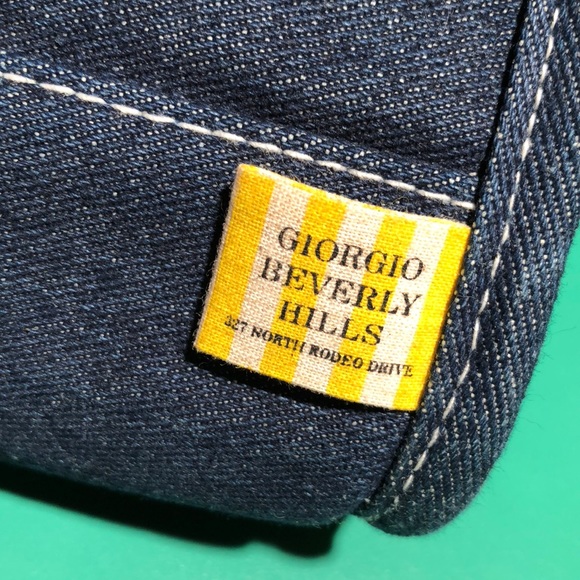 GIORGIO
BEVERLY
HILLS
327 NORTH RODEO DRIVE